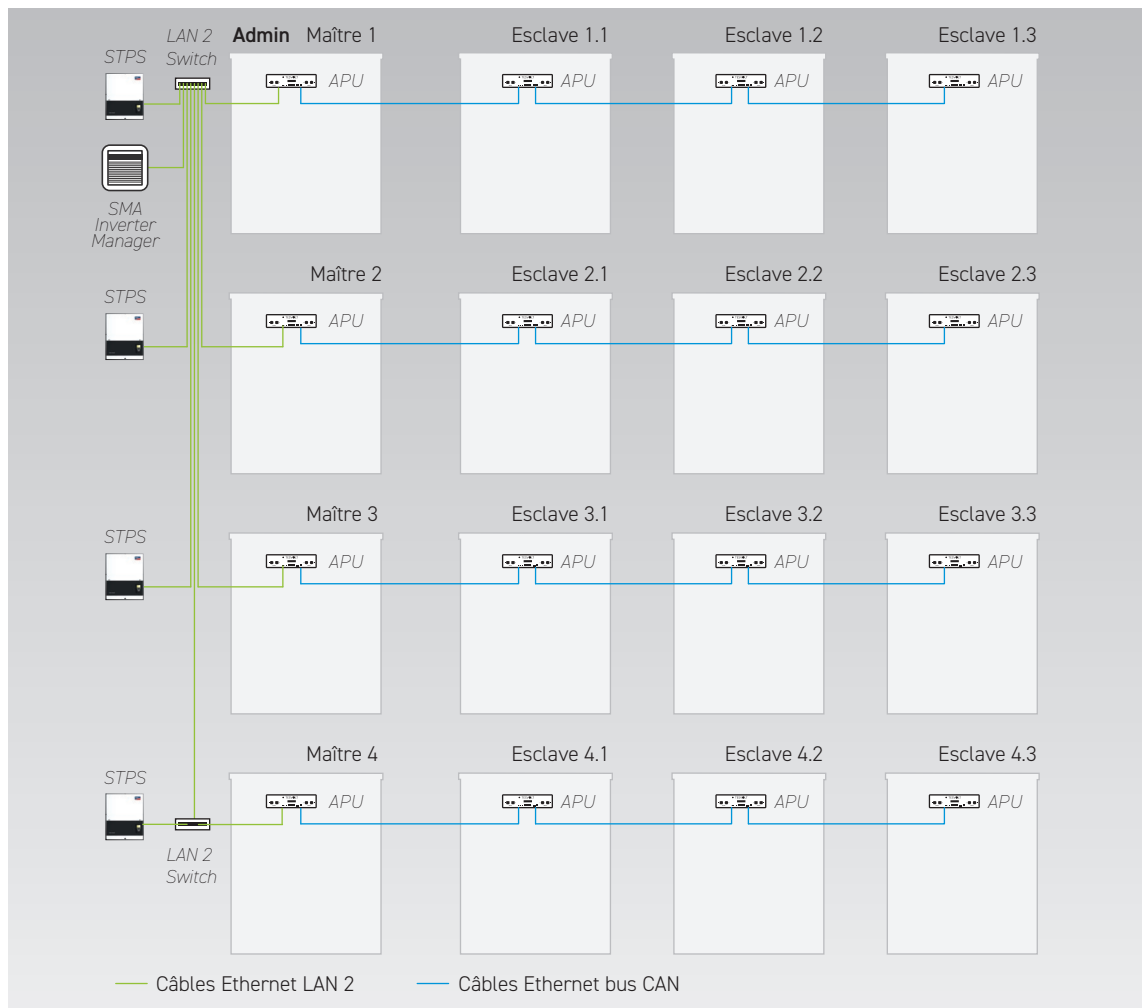 STPS
LAN 2
Switch
Admin Maître 1
Esclave 1.1
Esclave 1.2
Esclave 1.3
APU
APU
APU
APU
SMA
Inverter
Manager
STPS
Maître 2
Esclave 2.1
Esclave 2.2
Esclave 2.3
APU
APU
APU
APU
STPS
Maître 3
Esclave 3.1
Esclave 3.2
Esclave 3.3
APU
APU
APU
APU
STPS
Maître 4
Esclave 4.1
Esclave 4.2
Esclave 4.3
APU
APU
APU
APU
LAN 2
Switch
Câbles Ethernet LAN 2
Câbles Ethernet bus CAN